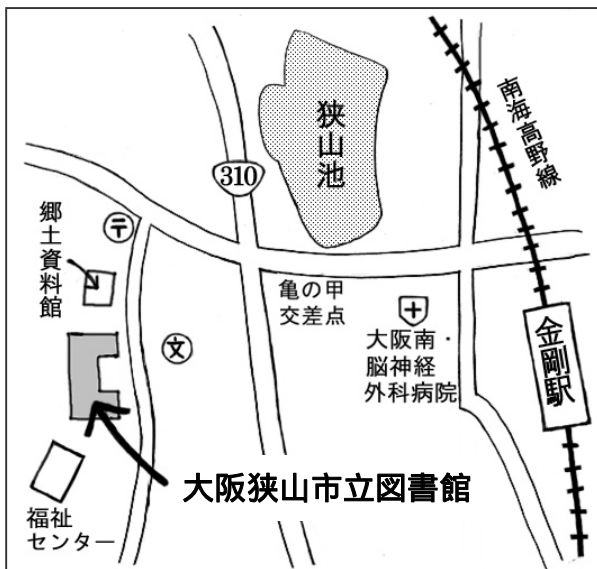 狭山池
南海高野線
310
郷土資料館
〒
亀の甲
交差点
文
大阪南・
脳神経
外科病院
金剛駅
大阪狭山市立図書館
福祉
センター